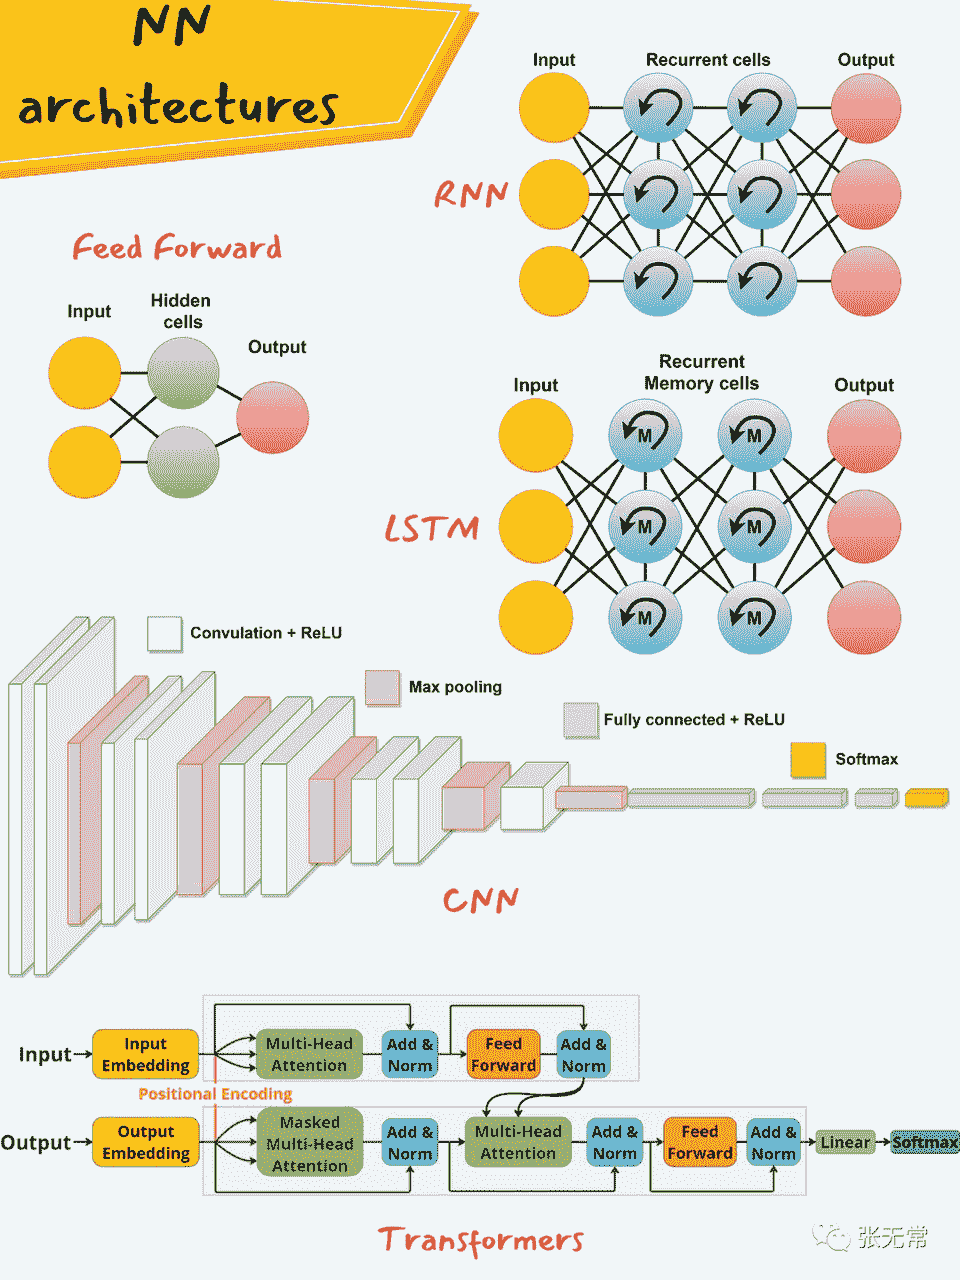 NN
architectures
Input
Recurrent cells
Output
RNN
Feed Forward
Input
Hidden
cells
Output
Input
Recurrent
Memory cells
Output
M
M
M
M
M
M
LSTM
Convulation + ReLU
Max pooling
Fully connected + ReLU
Softmax
CNN
Input
Input
Embedding
Multi-Head
Attention
Add &
Norm
Feed
Forward
Add &
Norm
Positional Encoding
Output
Output
Embedding
Masked
Multi-Head
Attention
Add &
Norm
Multi-Head
Attention
Add &
Norm
Feed
Forward
Add &
Norm
Linear
Softmax
Transformers
张无常